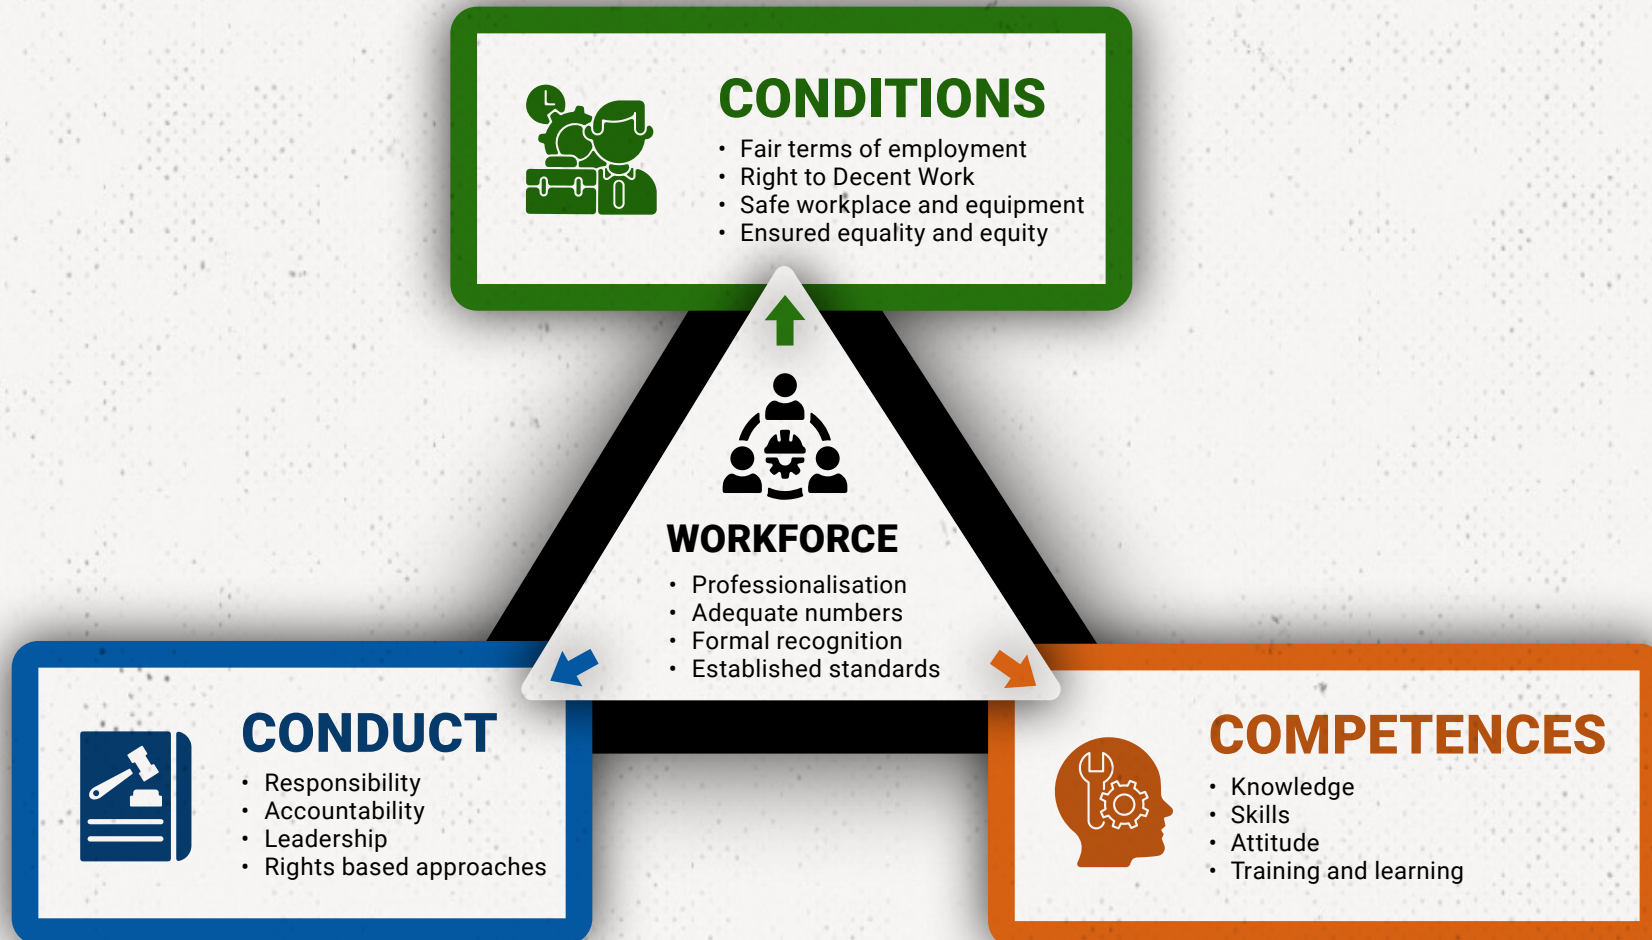 CONDITIONS
• Fair terms of employment
• Right to Decent Work
• Safe workplace and equipment
• Ensured equality and equity
WORKFORCE
• Professionalisation
• Adequate numbers
• Formal recognition
• Established standards
CONDUCT
• Responsibility
• Accountability
• Leadership
• Rights based approaches
COMPETENCES
• Knowledge
• Skills
• Attitude
• Training and learning